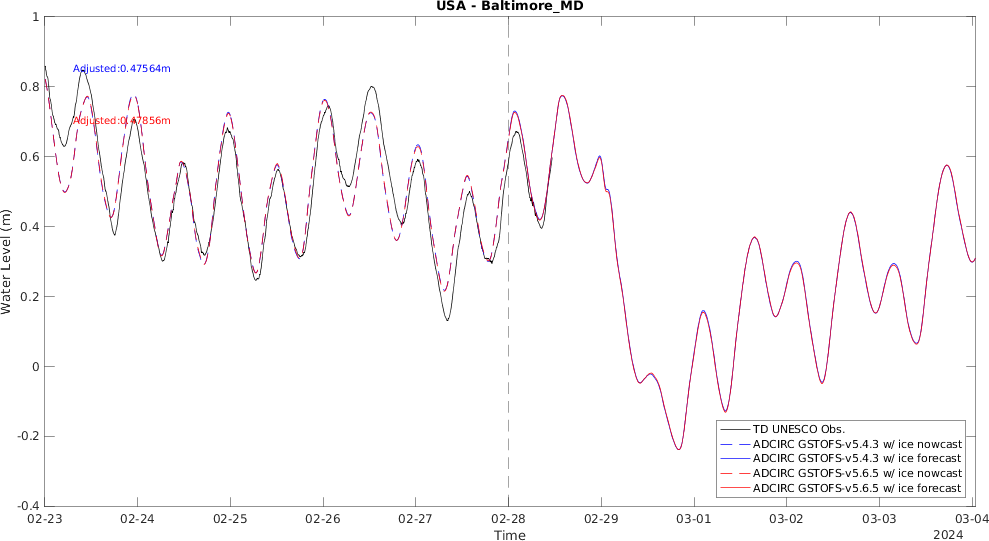 USA - Baltimore_MD
1
0.8
0.6
0.4
0.2
0
-0.2
-0.4
Water Level (m)
Adjusted:0.47564m
Adjusted:0.47856m
TD UNESCO Obs.
ADCIRC GSTOFS-v5.4.3 w/ ice nowcast
ADCIRC GSTOFS-v5.4.3 w/ ice forecast
ADCIRC GSTOFS-v5.6.5 w/ ice nowcast
ADCIRC GSTOFS-v5.6.5 w/ ice forecast
02-23 02-24 02-25 02-26 02-27 02-28 02-29 03-01 03-02 03-03 03-04
Time
2024